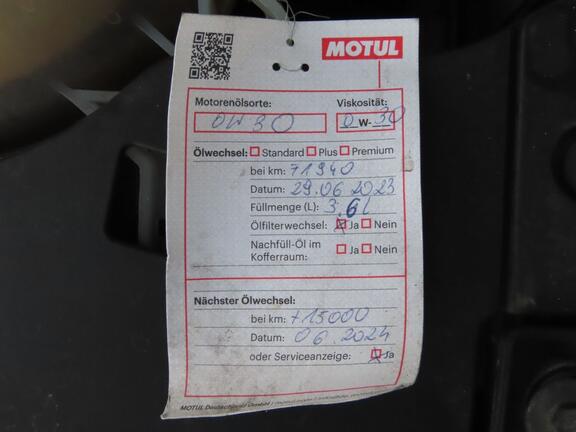 MOTUL
Motorenölsorte: Viskosität:
0W30 0 W- 30
Ölwechsel: Standard Plus Premium
bei km: 71940
Datum: 29.06.2023
Füllmenge (L): 3.6l
Ölfilterwechsel: Ja Nein
Nachfüll-Öl im
Kofferraum: Ja Nein
Nächster Ölwechsel:
bei km: +15000
Datum: 06.2024
oder Serviceanzeige: Ja
MOTUL Deutschland GmbH